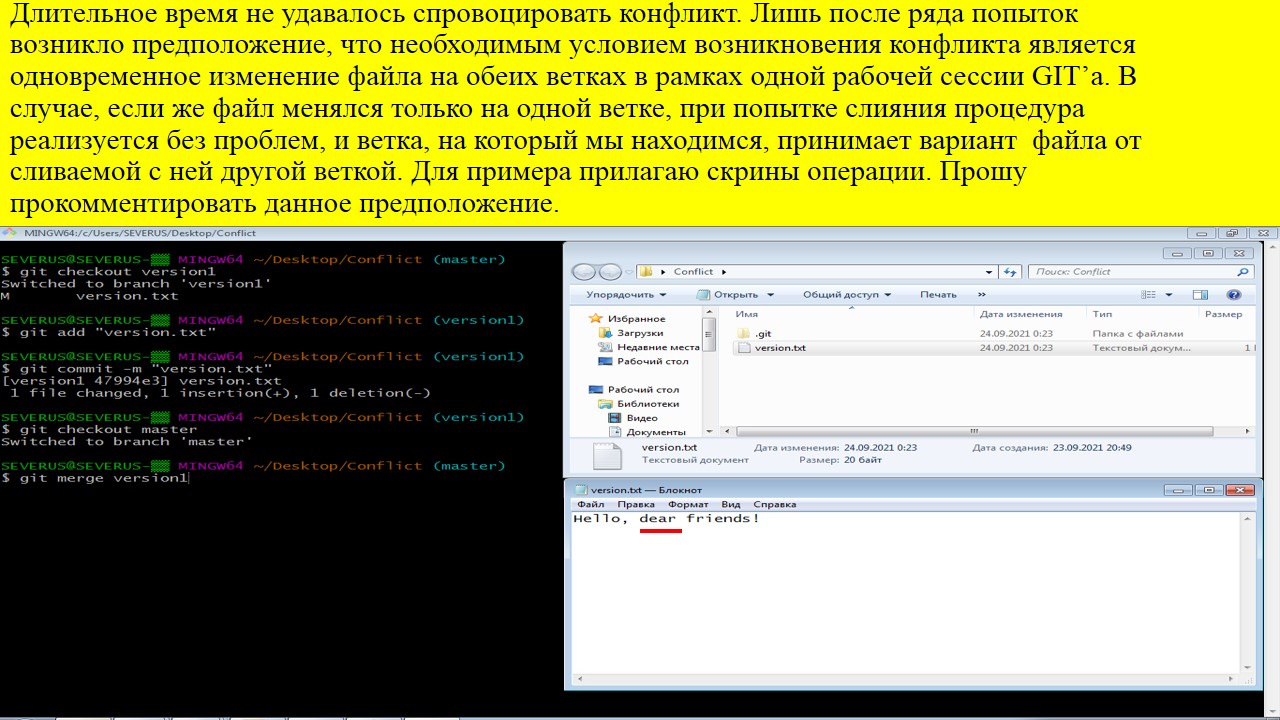 Длительное время не удавалось спровоцировать конфликт. Лишь после ряда попыток
возникло предположение, что необходимым условием возникновения конфликта является
одновременное изменение файла на обеих ветках в рамках одной рабочей сессии GIT’а. В
случае, если же файл менялся только на одной ветке, при попытке слияния процедура
реализуется без проблем, и ветка, на который мы находимся, принимает вариант  файла от
сливаемой с ней другой веткой. Для примера прилагаю скрины операции. Прошу
прокомментировать данное предположение.
MINGW64:/c/Users/SEVERUS/Desktop/Conflict
SEVERUS@SEVERUS-▒▒ MINGW64 ~/Desktop/Conflict (master)
$ git checkout version1
Switched to branch 'version1'
M       version.txt
SEVERUS@SEVERUS-▒▒ MINGW64 ~/Desktop/Conflict (version1)
$ git add "version.txt"
SEVERUS@SEVERUS-▒▒ MINGW64 ~/Desktop/Conflict (version1)
$ git commit -m "version.txt"
[version1 47994e3] version.txt
 1 file changed, 1 insertion(+), 1 deletion(-)
SEVERUS@SEVERUS-▒▒ MINGW64 ~/Desktop/Conflict (version1)
$ git checkout master
Switched to branch 'master'
SEVERUS@SEVERUS-▒▒ MINGW64 ~/Desktop/Conflict (master)
$ git merge version1
Conflict
Поиск: Conflict
Упорядочить Открыть Общий доступ Печать »
Имя Дата изменения Тип Размер
.git 24.09.2021 0:23 Папка с файлами
version.txt 24.09.2021 0:23 Текстовый докум... 1
Избранное
Загрузки
Недавние места
Рабочий стол
Рабочий стол
Библиотеки
Видео
Документы
version.txt Дата изменения: 24.09.2021 0:23 Дата создания: 23.09.2021 20:49
Текстовый документ Размер: 20 байт
version.txt — Блокнот
Файл Правка Формат Вид Справка
Hello, dear friends!